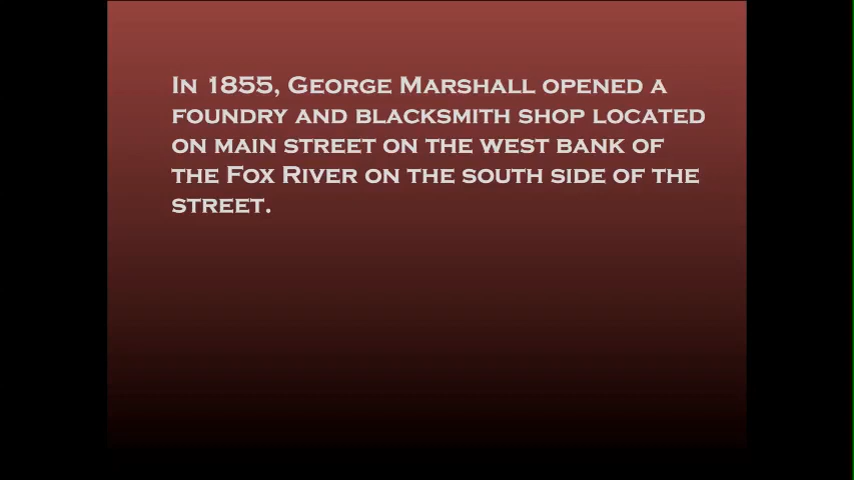 In 1855, George Marshall opened a
foundry and blacksmith shop located
on main street on the west bank of
the Fox River on the south side of the
street.